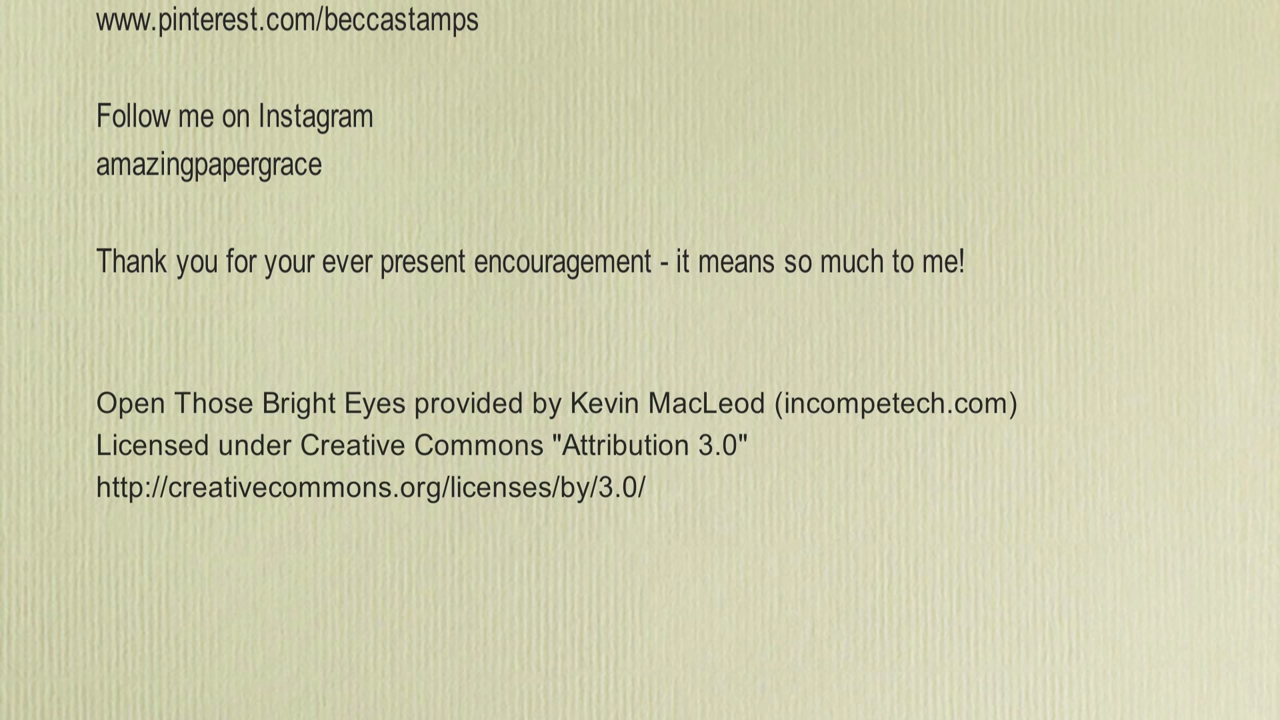 www.pinterest.com/beccastamps
Follow me on Instagram
amazingpapergrace
Thank you for your ever present encouragement - it means so much to me!
Open Those Bright Eyes provided by Kevin MacLeod (incompetech.com)
Licensed under Creative Commons "Attribution 3.0"
http://creativecommons.org/licenses/by/3.0/